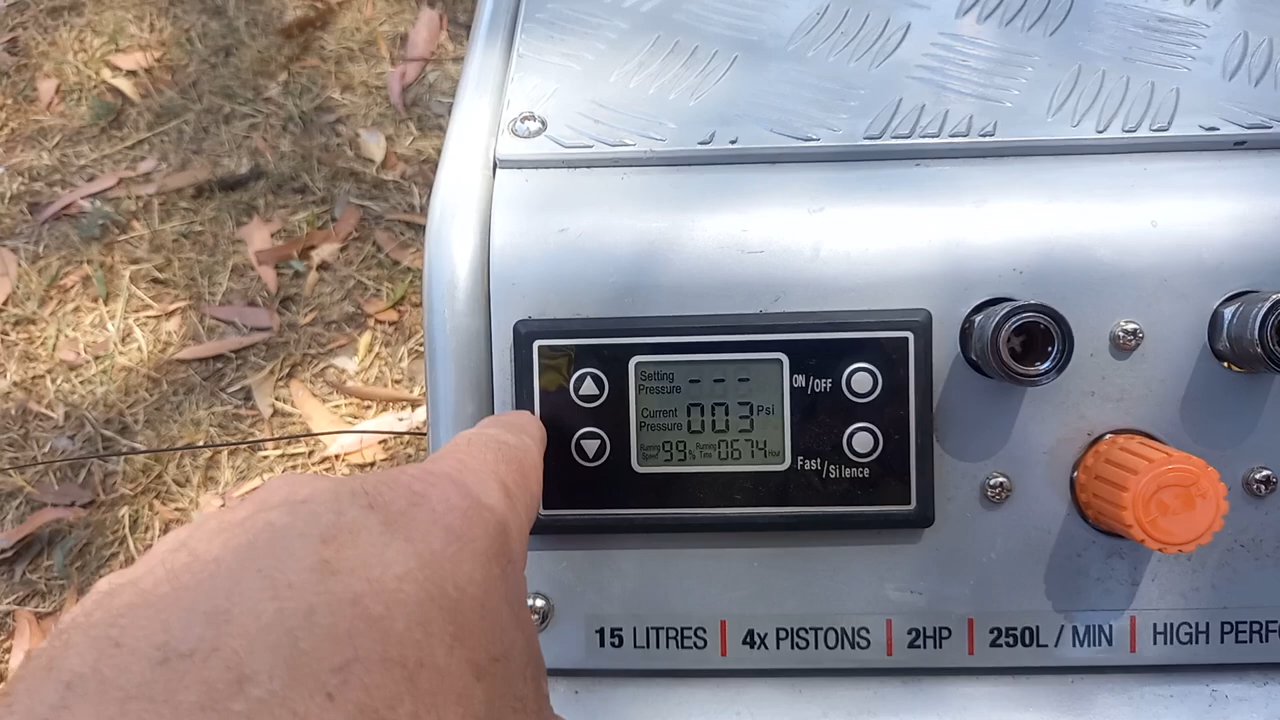 Setting Pressure - - -
Current Pressure 003 Psi
Running Speed 99 % Running Time 0674 Hour
ON/OFF
Fast/Silence
15 LITRES | 4x PISTONS | 2HP | 250L / MIN | HIGH PERF